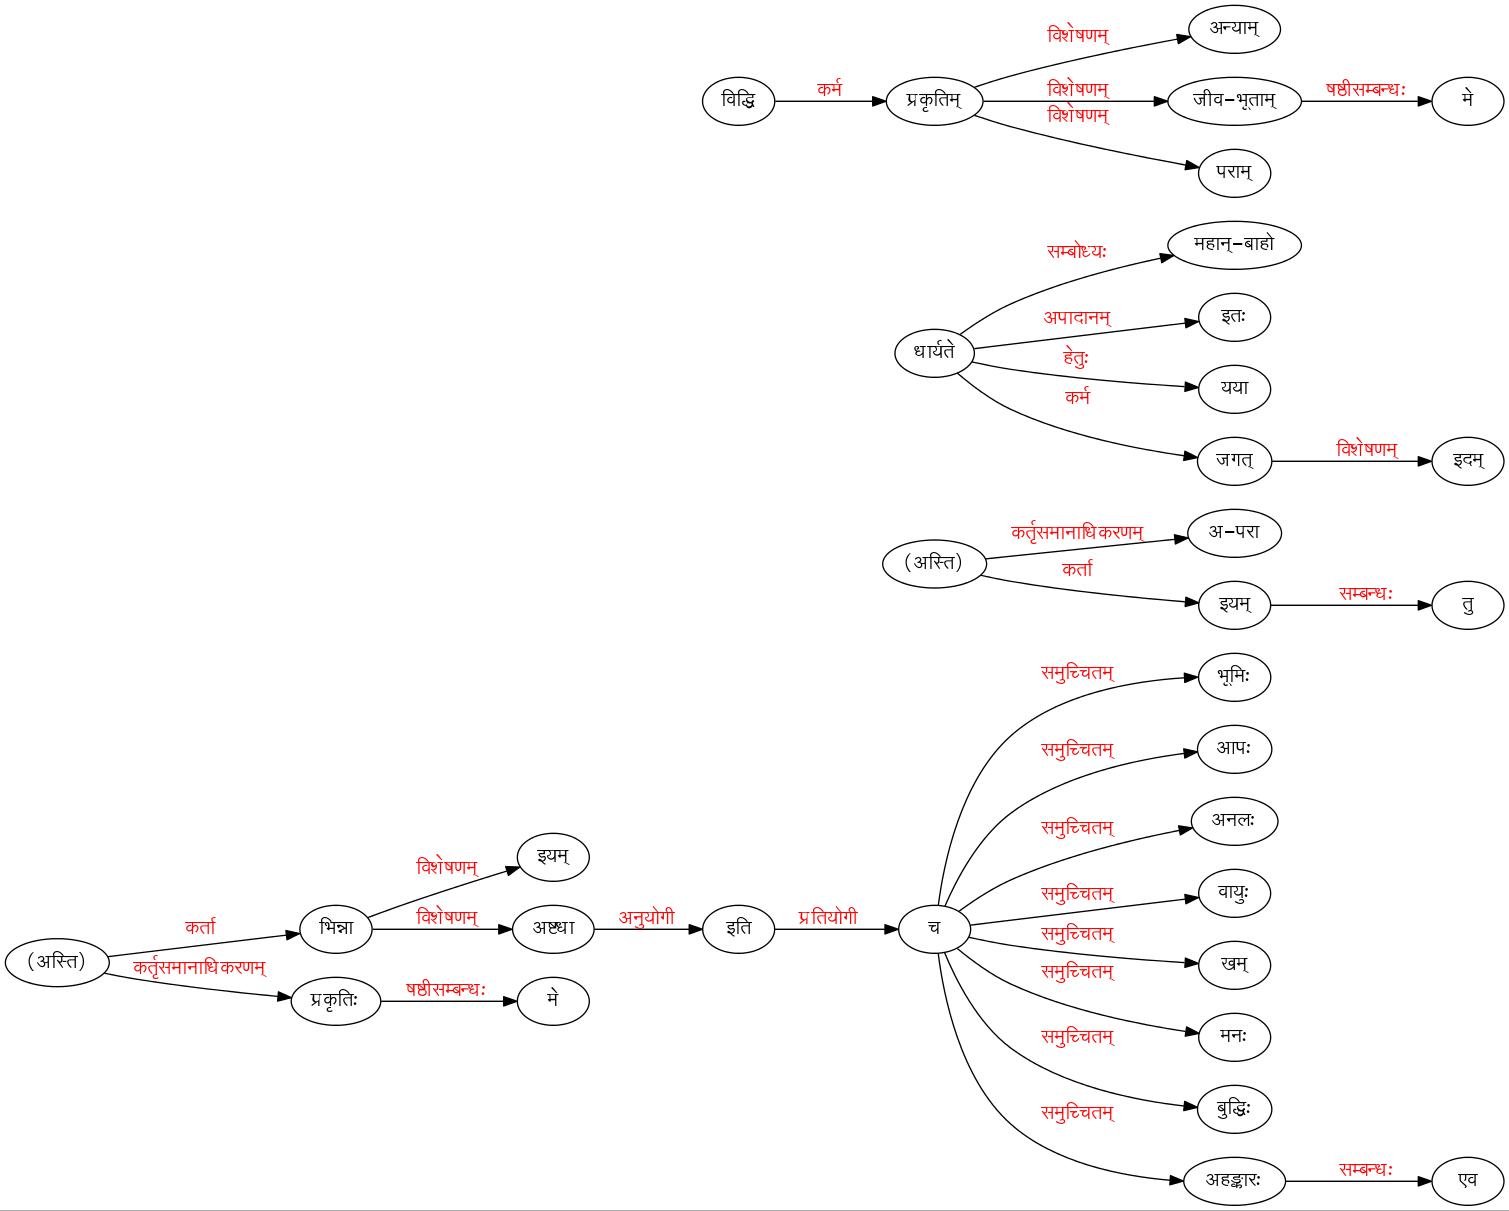 अन्याम्
विशेषणम्
विद्धि कर्म प्रकृतिम् विशेषणम् जीव-भूताम् षष्ठीसम्बन्धः मे
विशेषणम्
पराम्
महान्-बाहो
सम्बोध्यः
अपादानम् इतः
धार्यते
हेतुः
यया
कर्म
जगत् विशेषणम् इदम्
कर्तृसमानाधिकरणम् अ-परा
(अस्ति)
कर्ता
इयम् सम्बन्धः तु
समुच्चितम् भूमिः
समुच्चितम् आपः
समुच्चितम् अनलः
इयम्
विशेषणम्
समुच्चितम् वायुः
कर्ता भिन्ना विशेषणम् अष्टधा अनुयोगी इति प्रतियोगी च
समुच्चितम्
(अस्ति)
कर्तृसमानाधिकरणम्
खम्
समुच्चितम्
प्रकृतिः षष्ठीसम्बन्धः मे
समुच्चितम् मनः
समुच्चितम् बुद्धिः
अहङ्कारः सम्बन्धः एव